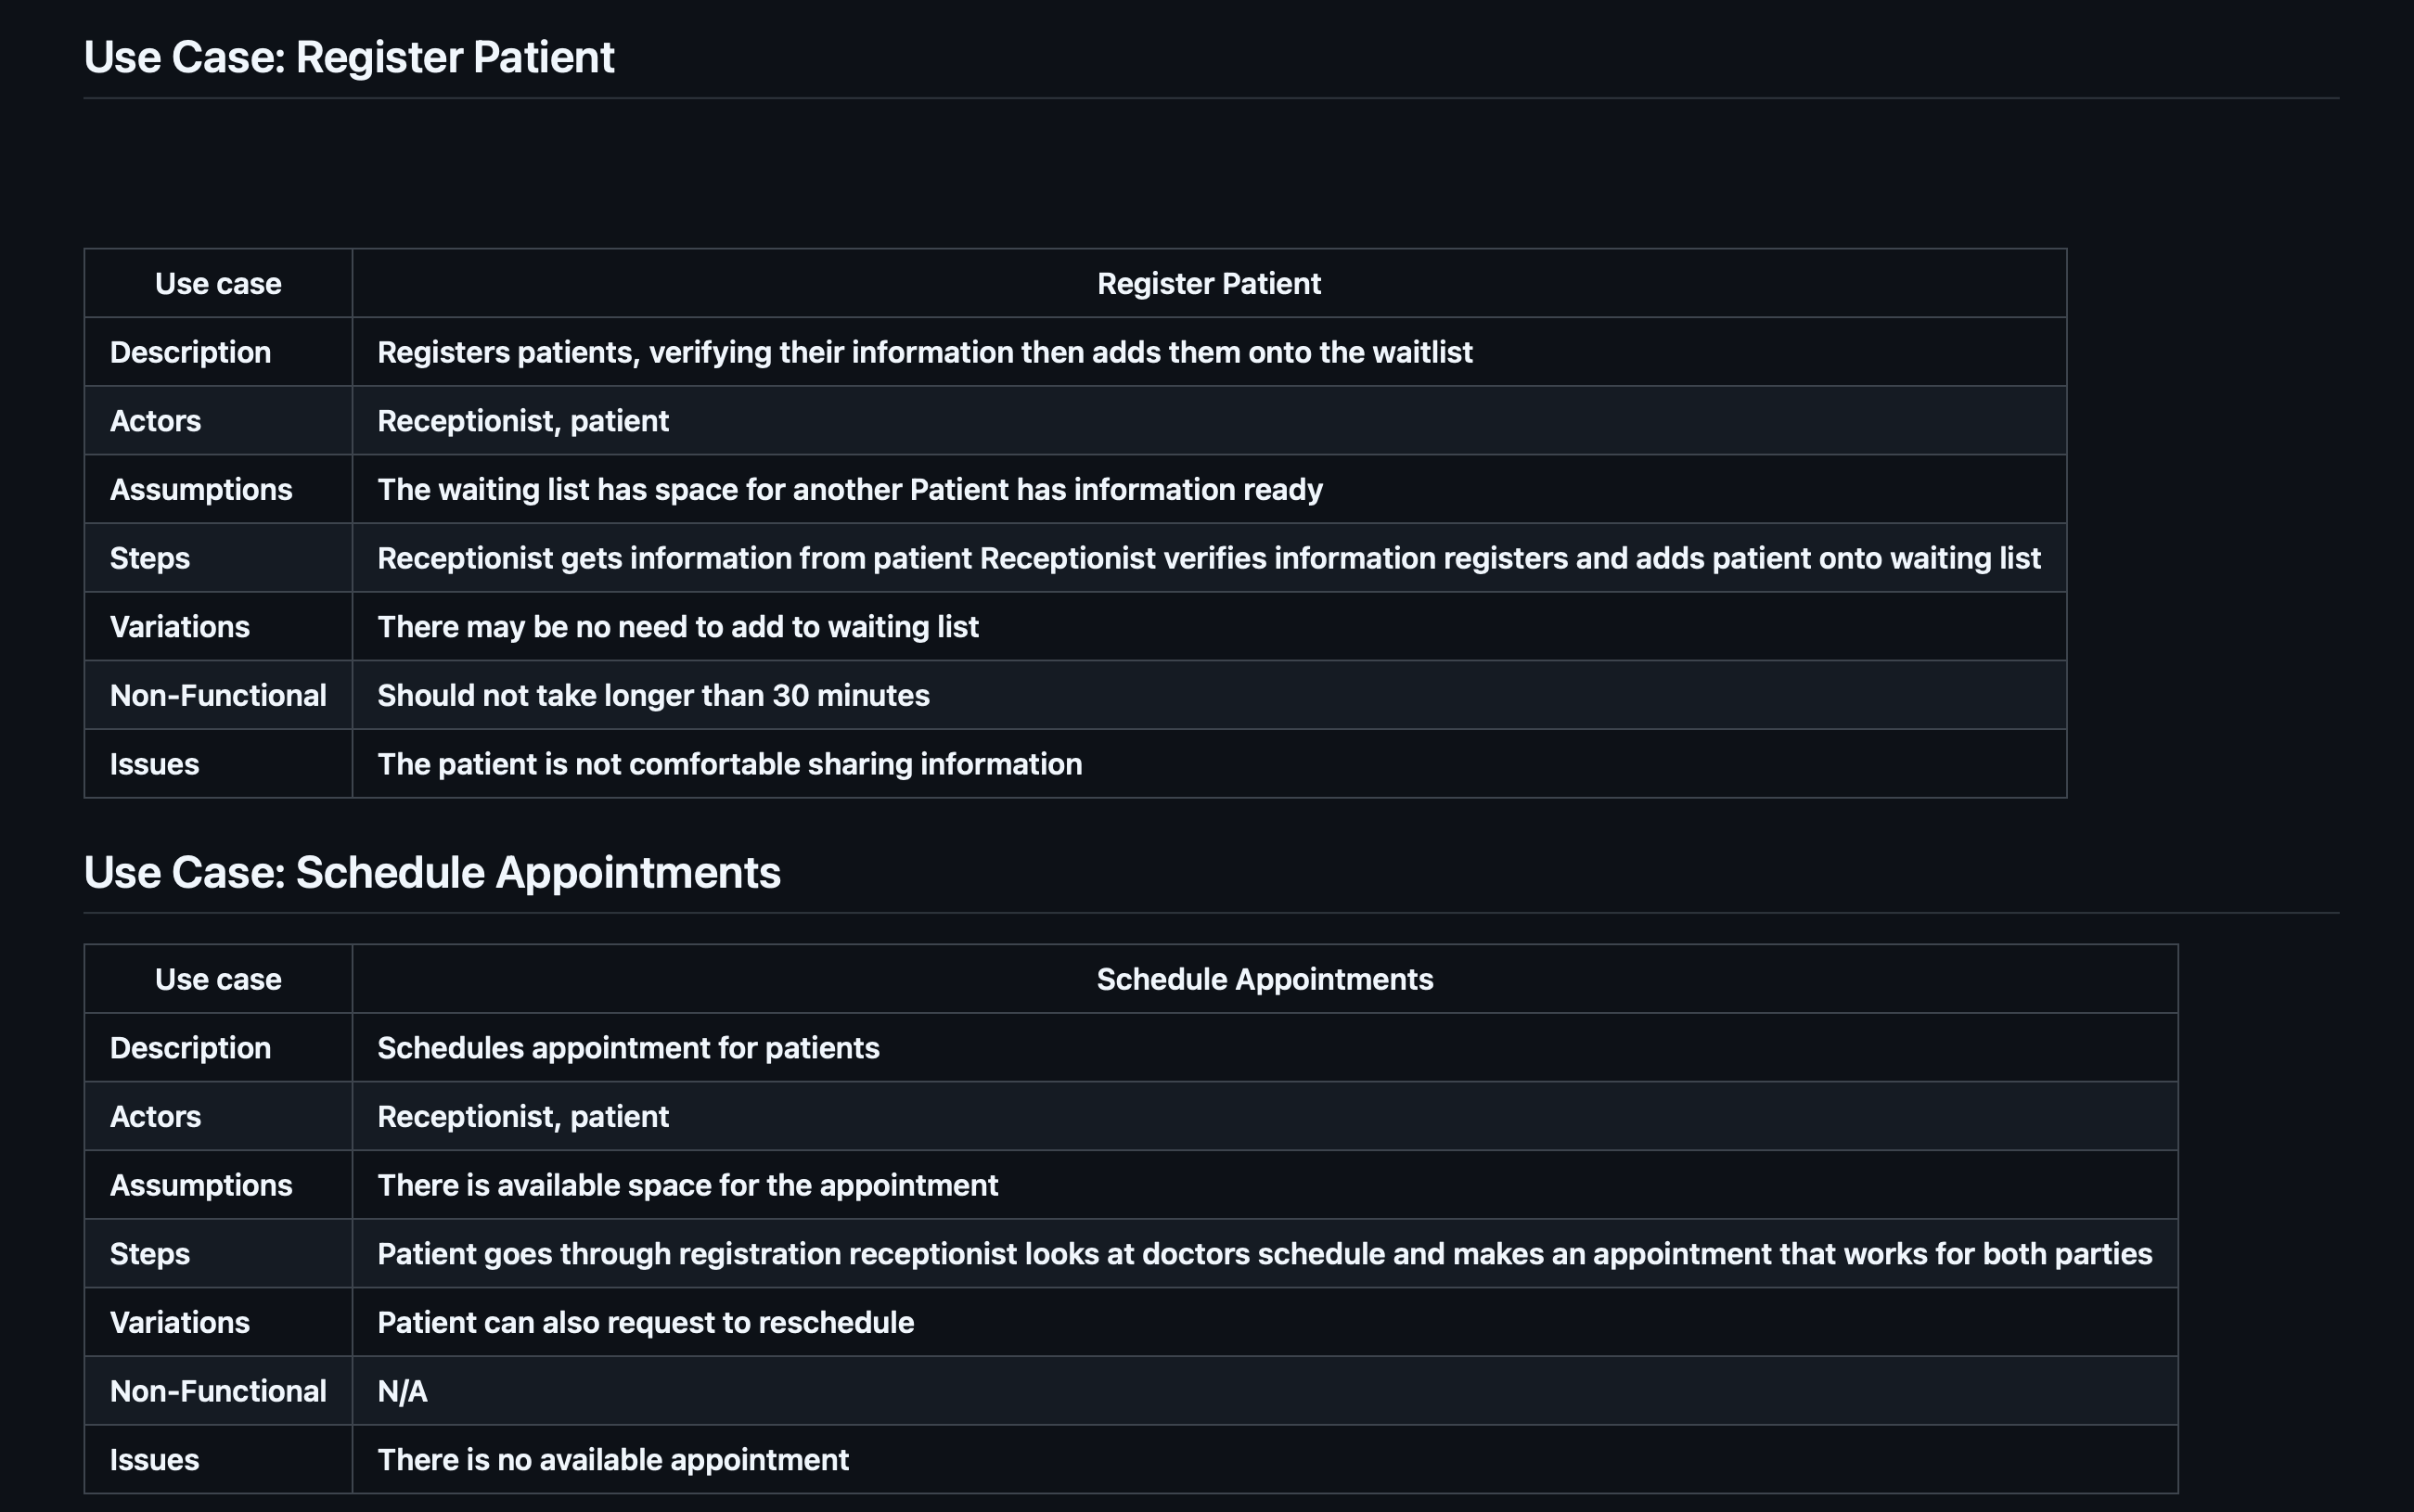 Use Case: Register Patient
Use case Register Patient
Description Registers patients, verifying their information then adds them onto the waitlist
Actors Receptionist, patient
Assumptions The waiting list has space for another Patient has information ready
Steps Receptionist gets information from patient Receptionist verifies information registers and adds patient onto waiting list
Variations There may be no need to add to waiting list
Non-Functional Should not take longer than 30 minutes
Issues The patient is not comfortable sharing information
Use Case: Schedule Appointments
Use case Schedule Appointments
Description Schedules appointment for patients
Actors Receptionist, patient
Assumptions There is available space for the appointment
Steps Patient goes through registration receptionist looks at doctors schedule and makes an appointment that works for both parties
Variations Patient can also request to reschedule
Non-Functional N/A
Issues There is no available appointment